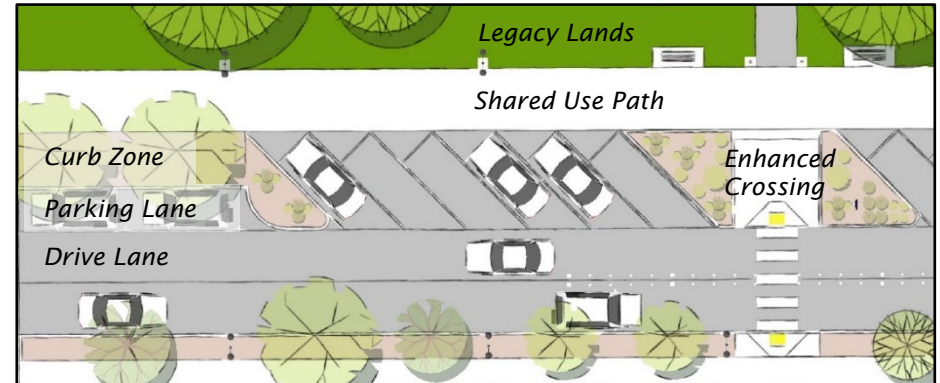 Legacy Lands
Shared Use Path
Curb Zone
Enhanced
Crossing
Parking Lane
Drive Lane